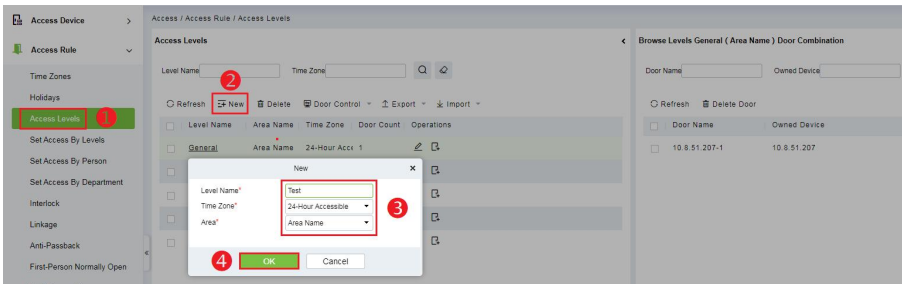 Access Device
Access Rule
Time Zones
Holidays
Access Levels
1
Set Access By Levels
Set Access By Person
Set Access By Department
Interlock
Linkage
Anti-Passback
First-Person Normally Open
Access / Access Rule / Access Levels
Access Levels
Level Name Time Zone
2
Refresh New Delete Door Control Export Import
Level Name Area Name Time Zone Door Count Operations
General Area Name 24-Hour Acce 1
New
Level Name* Test
Time Zone* 24-Hour Accessible
Area* Area Name
3
4
OK Cancel
Browse Levels General ( Area Name ) Door Combination
Door Name Owned Device
Refresh Delete Door
Door Name Owned Device
10.8.51.207-1 10.8.51.207